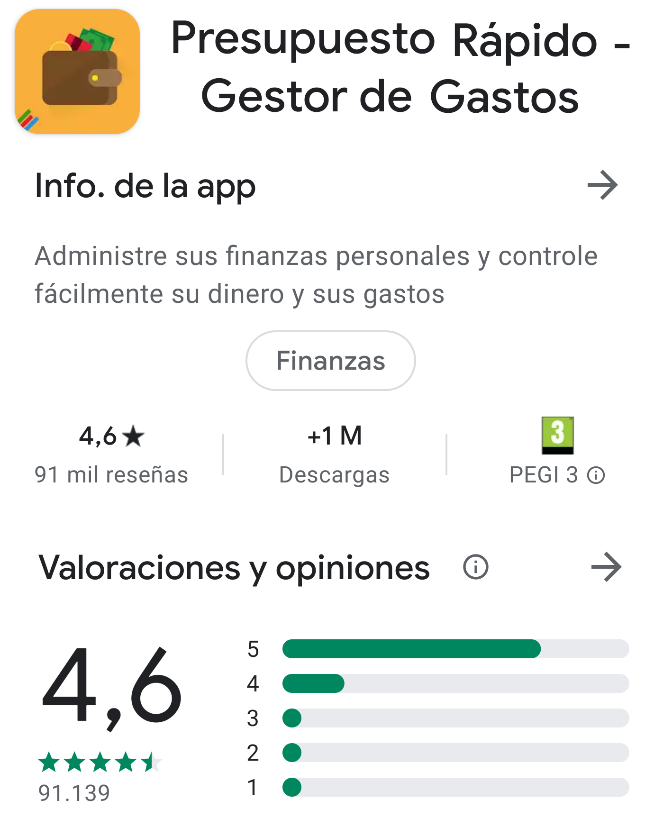 Presupuesto Rápido -
Gestor de Gastos
Info. de la app
Administre sus finanzas personales y controle
fácilmente su dinero y sus gastos
Finanzas
4,6★ +1 M 3
91 mil reseñas Descargas PEGI 3
Valoraciones y opiniones
4,6
5
4
3
2
1
91.139